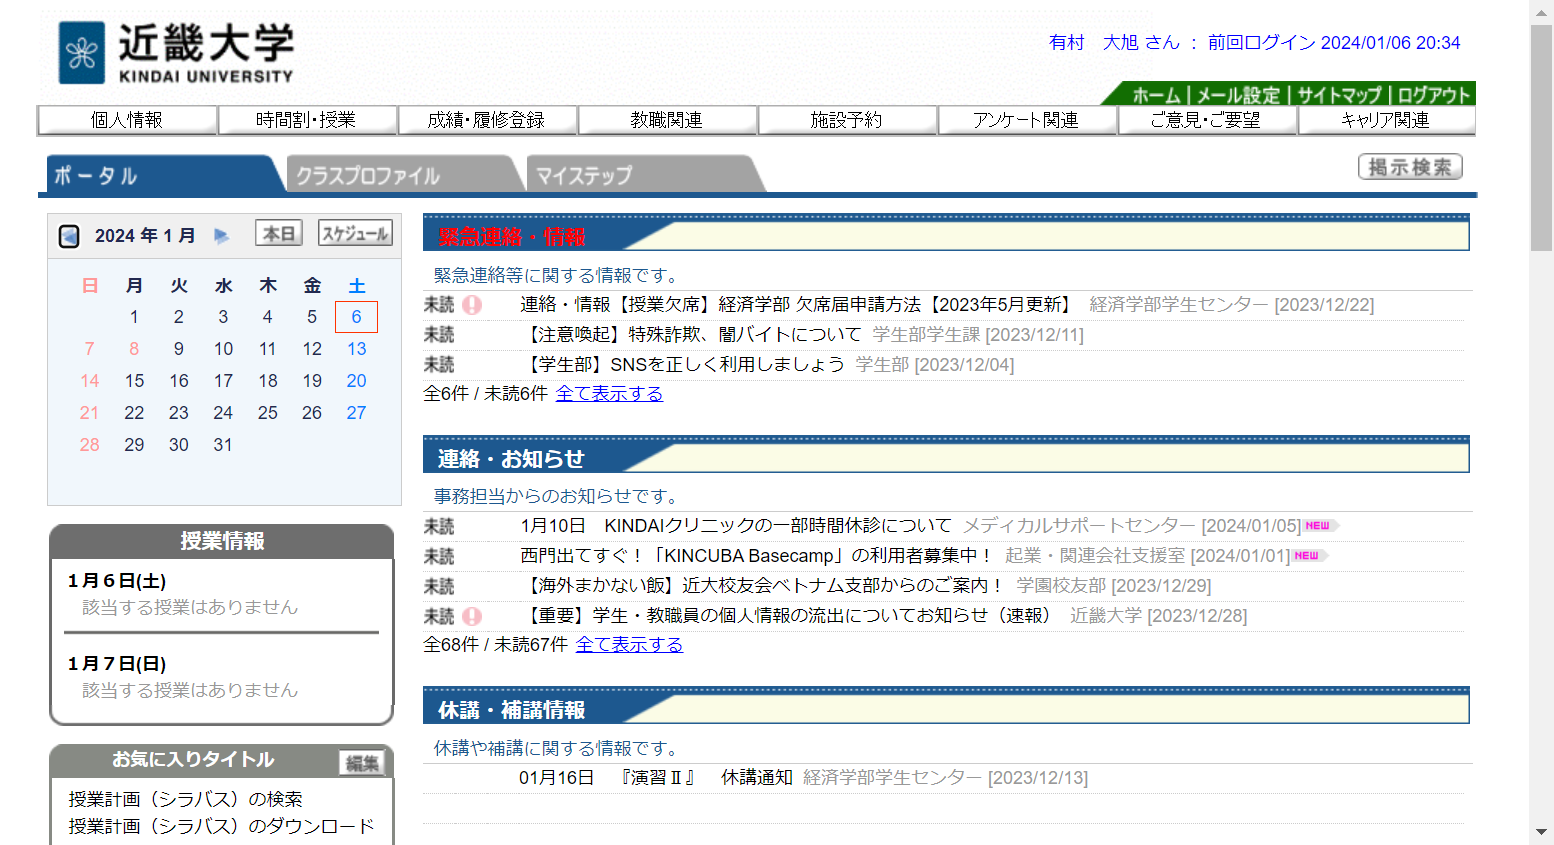 近畿大学
KINDAI UNIVERSITY
有村　大旭 さん ： 前回ログイン 2024/01/06 20:34
ホーム | メール設定 | サイトマップ | ログアウト
個人情報 時間割・授業 成績・履修登録 教職関連 施設予約 アンケート関連 ご意見・ご要望 キャリア関連
ポータル クラスプロファイル マイステップ 掲示検索
2024 年 1 月 本日 スケジュール
日 月 火 水 木 金 土
1 2 3 4 5 6
7 8 9 10 11 12 13
14 15 16 17 18 19 20
21 22 23 24 25 26 27
28 29 30 31
授業情報
1月6日(土)
該当する授業はありません
1月7日(日)
該当する授業はありません
お気に入りタイトル 編集
授業計画（シラバス）の検索
授業計画（シラバス）のダウンロード
緊急連絡・情報
緊急連絡等に関する情報です。
未読 連絡・情報【授業欠席】経済学部 欠席届申請方法【2023年5月更新】 経済学部学生センター [2023/12/22]
未読 【注意喚起】特殊詐欺、闇バイトについて 学生部学生課 [2023/12/11]
未読 【学生部】SNSを正しく利用しましょう 学生部 [2023/12/04]
全6件 / 未読6件 全て表示する
連絡・お知らせ
事務担当からのお知らせです。
未読 1月10日　KINDAIクリニックの一部時間休診について メディカルサポートセンター [2024/01/05] NEW
未読 西門出てすぐ！「KINCUBA Basecamp」の利用者募集中！ 起業・関連会社支援室 [2024/01/01] NEW
未読 【海外まかない飯】近大校友会ベトナム支部からのご案内！ 学園校友部 [2023/12/29]
未読 【重要】学生・教職員の個人情報の流出についてお知らせ（速報） 近畿大学 [2023/12/28]
全68件 / 未読67件 全て表示する
休講・補講情報
休講や補講に関する情報です。
01月16日　『演習Ⅱ』　休講通知 経済学部学生センター [2023/12/13]